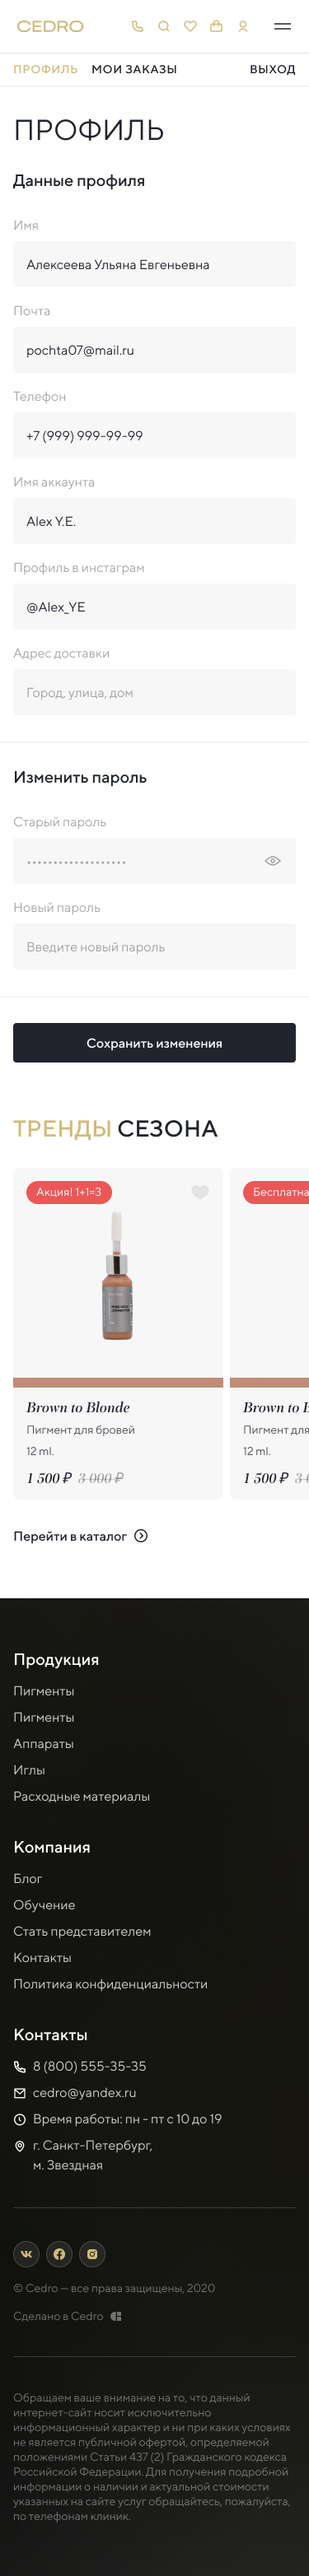 CEDRO
ПРОФИЛЬ МОИ ЗАКАЗЫ ВЫХОД
ПРОФИЛЬ
Данные профиля
Имя
Алексеева Ульяна Евгеньевна
Почта
pochta07@mail.ru
Телефон
+7 (999) 999-99-99
Имя аккаунта
Alex Y.E.
Профиль в инстаграм
@Alex_YE
Адрес доставки
Город, улица, дом
Изменить пароль
Старый пароль
Новый пароль
Введите новый пароль
Сохранить изменения
ТРЕНДЫ СЕЗОНА
Акция! 1+1=3
Бесплатна
Brown to Blonde
Пигмент для бровей
12 ml.
1 500 ₽ 3 000 ₽
Brown to
Пигмент для
12 ml.
1 500 ₽
Перейти в каталог
Продукция
Пигменты
Пигменты
Аппараты
Иглы
Расходные материалы
Компания
Блог
Обучение
Стать представителем
Контакты
Политика конфиденциальности
Контакты
8 (800) 555-35-35
cedro@yandex.ru
Время работы: пн - пт с 10 до 19
г. Санкт-Петербург,
м. Звездная
© Cedro — все права защищены, 2020
Сделано в Cedro
Обращаем ваше внимание на то, что данный
интернет-сайт носит исключительно
информационный характер и ни при каких условиях
не является публичной офертой, определяемой
положениями Статьи 437 (2) Гражданского кодекса
Российской Федерации. Для получения подробной
информации о наличии и актуальной стоимости
указанных на сайте услуг обращайтесь, пожалуйста,
по телефонам клиник.